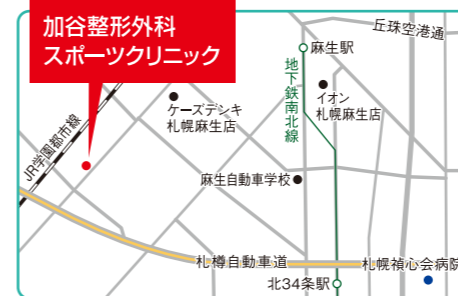 加谷整形外科
スポーツクリニック
丘珠空港通
麻生駅
地下鉄南北線
イオン
札幌麻生店
ケーズデンキ
札幌麻生店
JR学園都市線
麻生自動車学校
札樽自動車道
札幌禎心会病院
北34条駅